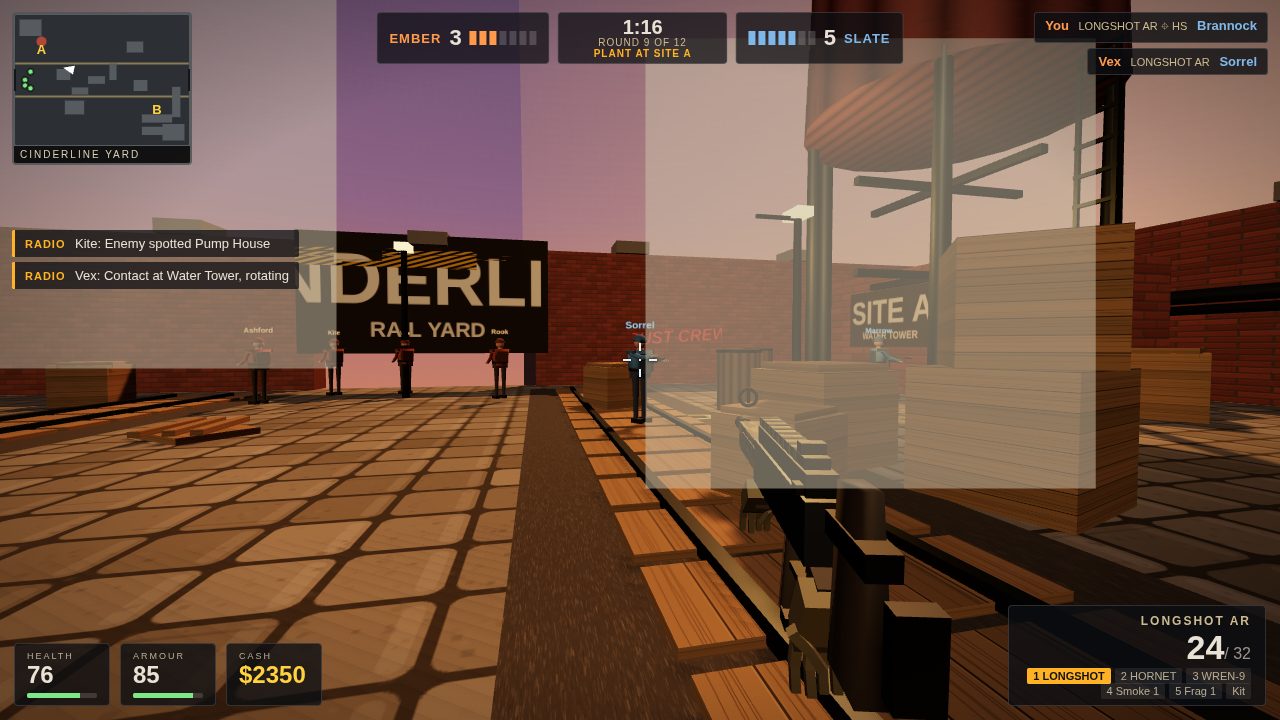 A
B
CINDERLINE YARD
EMBER 3
1:16
ROUND 9 OF 12
PLANT AT SITE A
5 SLATE
You LONGSHOT AR HS Brannock
Vex LONGSHOT AR Sorrel
RADIO Kite: Enemy spotted Pump House
RADIO Vex: Contact at Water Tower, rotating
NDERLI
RAIL YARD
SITE A
WATER TOWER
UST CREW
Ashford
Kite
Rook
Sorrel
Marrow
HEALTH
76
ARMOUR
85
CASH
$2350
LONGSHOT AR
24 / 32
1 LONGSHOT 2 HORNET 3 WREN-9
4 Smoke 1 5 Frag 1 Kit